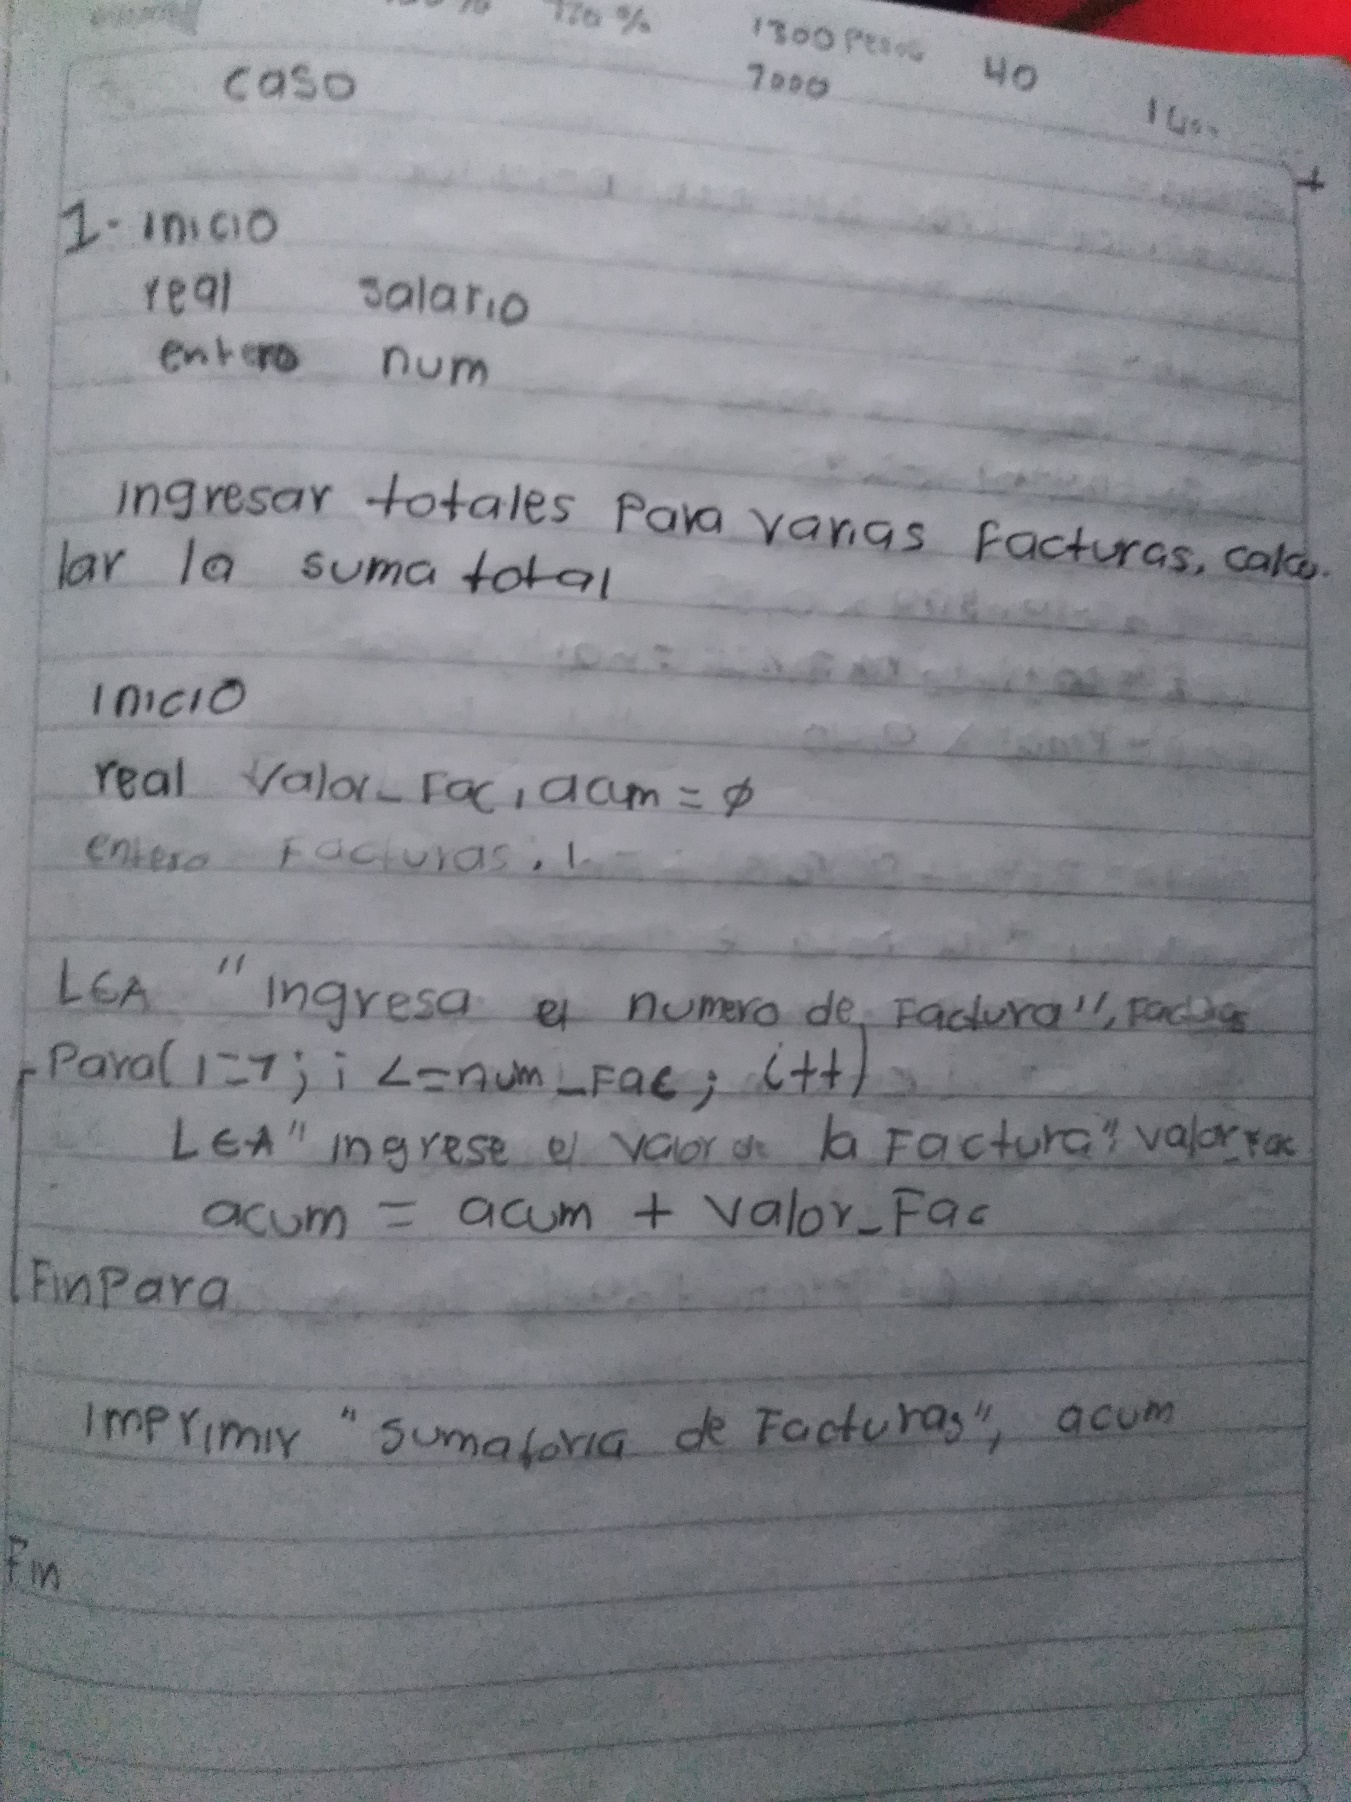 120% 1300 Pesos 40
caso 7000
1- inicio
real salario
entero num
ingresar totales Para varias Facturas, calcu.
lar la suma total
inicio
real Valor_Fac, acum = ∅
entero Facturas, i
LEA "ingresa el numero de Factura", Facturas
Para( i=1; i <=num_Fac; i++)
LEA "ingrese el valor de la Factura", valor_Fac
acum = acum + valor_Fac
FinPara
imprimir "sumatoria de Facturas", acum
Fin